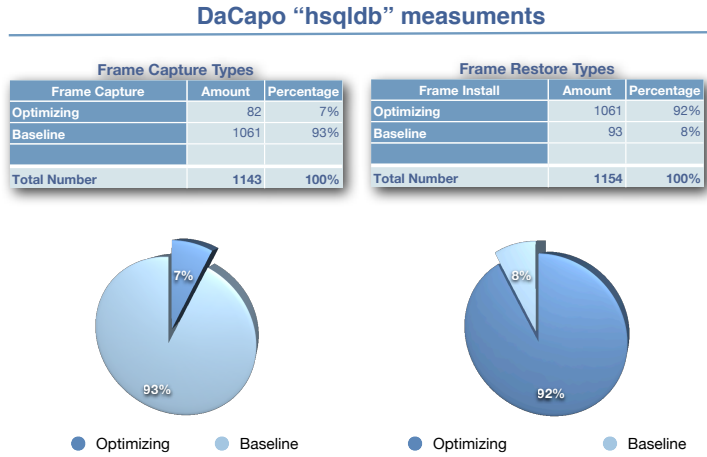 DaCapo “hsqldb” measuments
Frame Capture Types
Frame Capture Amount Percentage
Optimizing 82 7%
Baseline 1061 93%
Total Number 1143 100%
Frame Restore Types
Frame Install Amount Percentage
Optimizing 1061 92%
Baseline 93 8%
Total Number 1154 100%
7%
93%
Optimizing Baseline
8%
92%
Optimizing Baseline